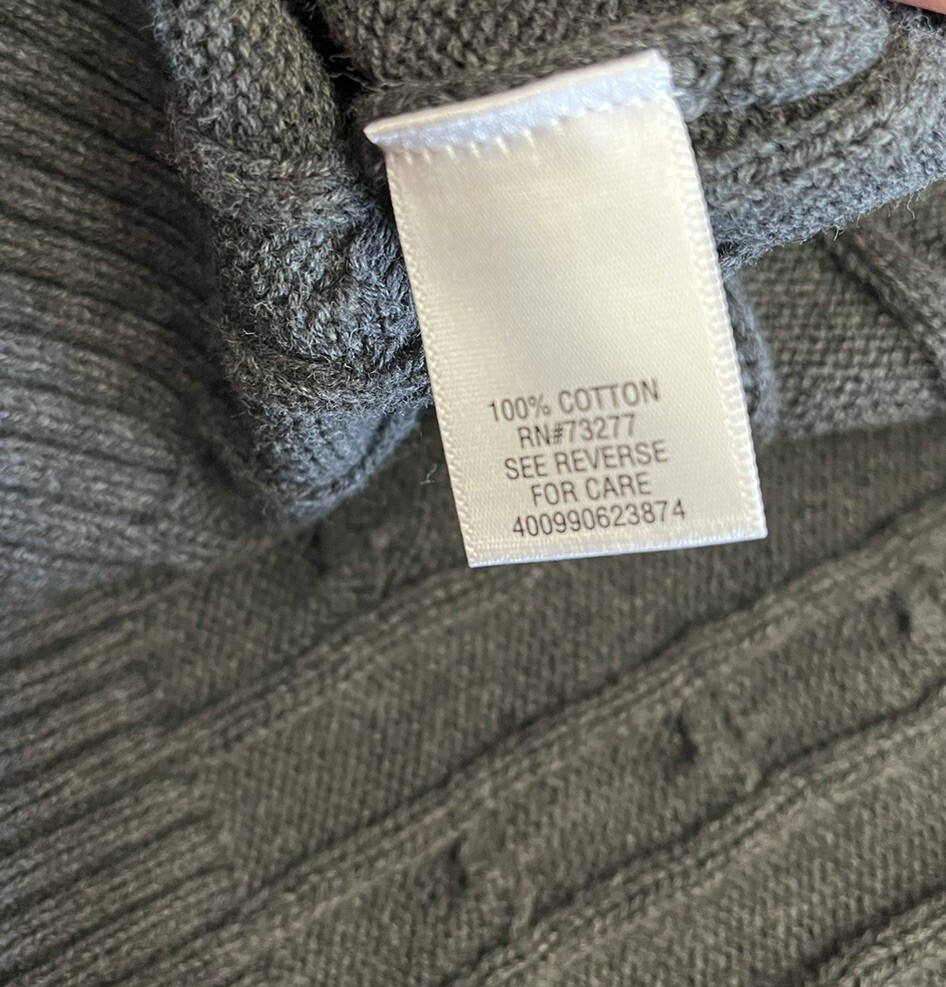 100% COTTON
RN#73277
SEE REVERSE
FOR CARE
400990623874